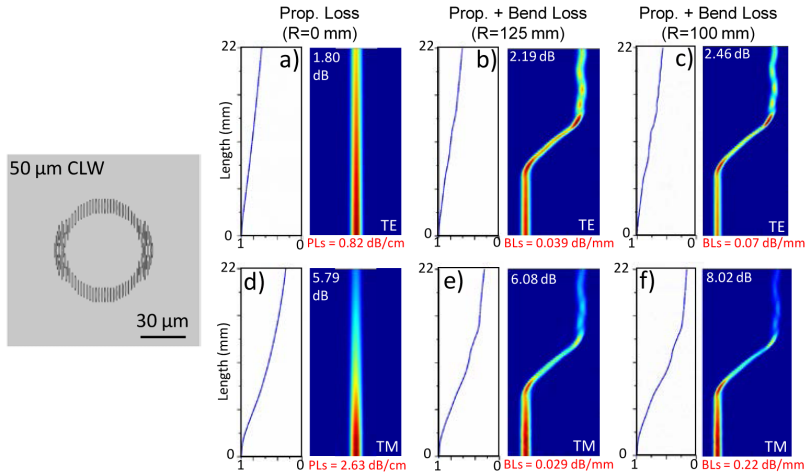 Prop. Loss
(R=0 mm)
Prop. + Bend Loss
(R=125 mm)
Prop. + Bend Loss
(R=100 mm)
22
a)
1.80
dB
Length (mm)
0
1
0
TE
PLs = 0.82 dB/cm
22
b)
2.19 dB
0
1
0
TE
BLs = 0.039 dB/mm
22
c)
2.46 dB
0
1
0
TE
BLs = 0.07 dB/mm
50 µm CLW
30 µm
22
d)
5.79
dB
Length (mm)
0
1
0
TM
PLs = 2.63 dB/cm
22
e)
6.08 dB
0
1
0
TM
BLs = 0.029 dB/mm
22
f)
8.02 dB
0
1
0
TM
BLs = 0.22 dB/mm